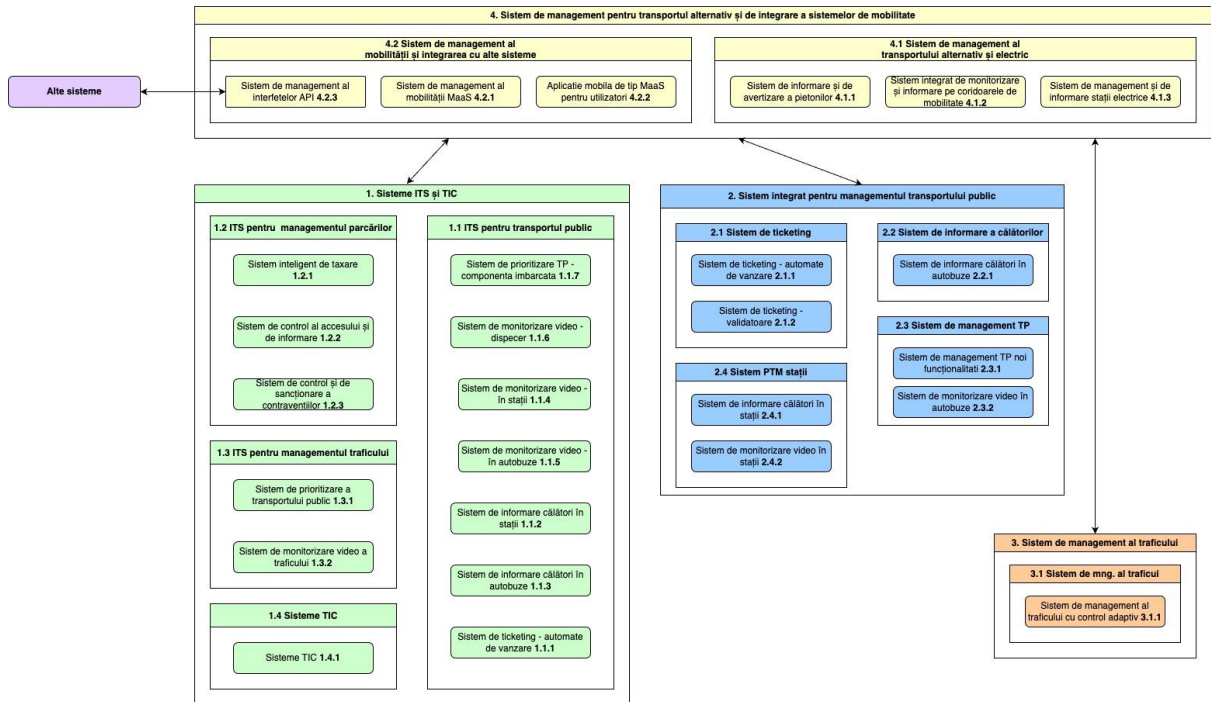 4. Sistem de management pentru transportul alternativ și de integrare a sistemelor de mobilitate
4.2 Sistem de management al
mobilității și integrarea cu alte sisteme
4.1 Sistem de management al
transportului alternativ și electric
Alte sisteme
Sistem de management al
interfetelor API 4.2.3
Sistem de management al
mobilității MaaS 4.2.1
Aplicatie mobila de tip MaaS
pentru utilizatori 4.2.2
Sistem de informare și de
avertizare a pietonilor 4.1.1
Sistem integrat de monitorizare
și informare pe coridoarele de
mobilitate 4.1.2
Sistem de management și de
informare stații electrice 4.1.3
1. Sisteme ITS și TIC
1.2 ITS pentru managementul parcărilor
Sistem inteligent de taxare
1.2.1
Sistem de control al accesului și
de informare 1.2.2
Sistem de control și de
sancționare a
contraventiilor 1.2.3
1.3 ITS pentru managementul traficului
Sistem de prioritizare a
transportului public 1.3.1
Sistem de monitorizare video a
traficului 1.3.2
1.4 Sisteme TIC
Sisteme TIC 1.4.1
1.1 ITS pentru transportul public
Sistem de prioritizare TP -
componenta imbarcata 1.1.7
Sistem de monitorizare video -
dispecer 1.1.6
Sistem de monitorizare video -
în stații 1.1.4
Sistem de monitorizare video -
în autobuze 1.1.5
Sistem de informare călători în
stații 1.1.2
Sistem de informare călători în
autobuze 1.1.3
Sistem de ticketing - automate
de vanzare 1.1.1
2. Sistem integrat pentru managementul transportului public
2.1 Sistem de ticketing
Sistem de ticketing - automate
de vanzare 2.1.1
Sistem de ticketing -
validatoare 2.1.2
2.4 Sistem PTM stații
Sistem de informare călători în
stații 2.4.1
Sistem de monitorizare video în
stații 2.4.2
2.2 Sistem de informare a călătorilor
Sistem de informare călători în
autobuze 2.2.1
2.3 Sistem de management TP
Sistem de management TP noi
funcționalitati 2.3.1
Sistem de monitorizare video în
autobuze 2.3.2
3. Sistem de management al traficului
3.1 Sistem de mng. al traficui
Sistem de management al
traficului cu control adaptiv 3.1.1